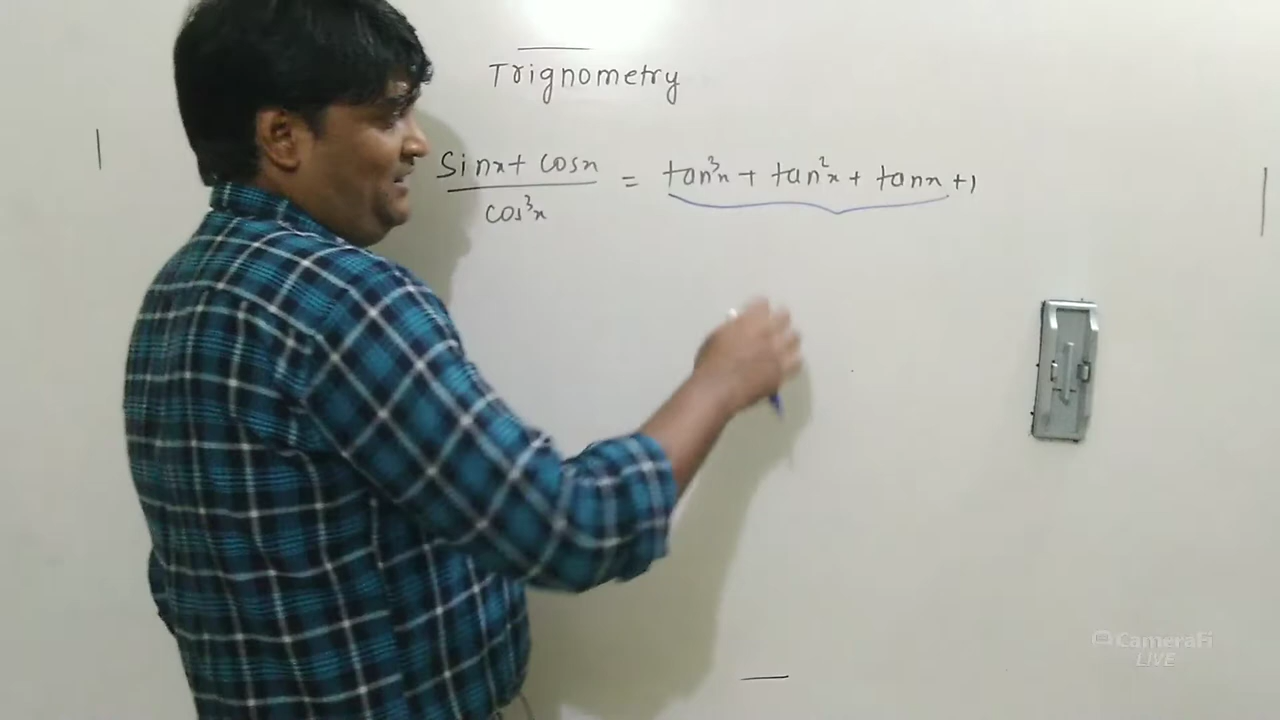 Trignometry
sinx + cosx / cos³x = tan³x + tan²x + tanx + 1
CameraFi
LIVE